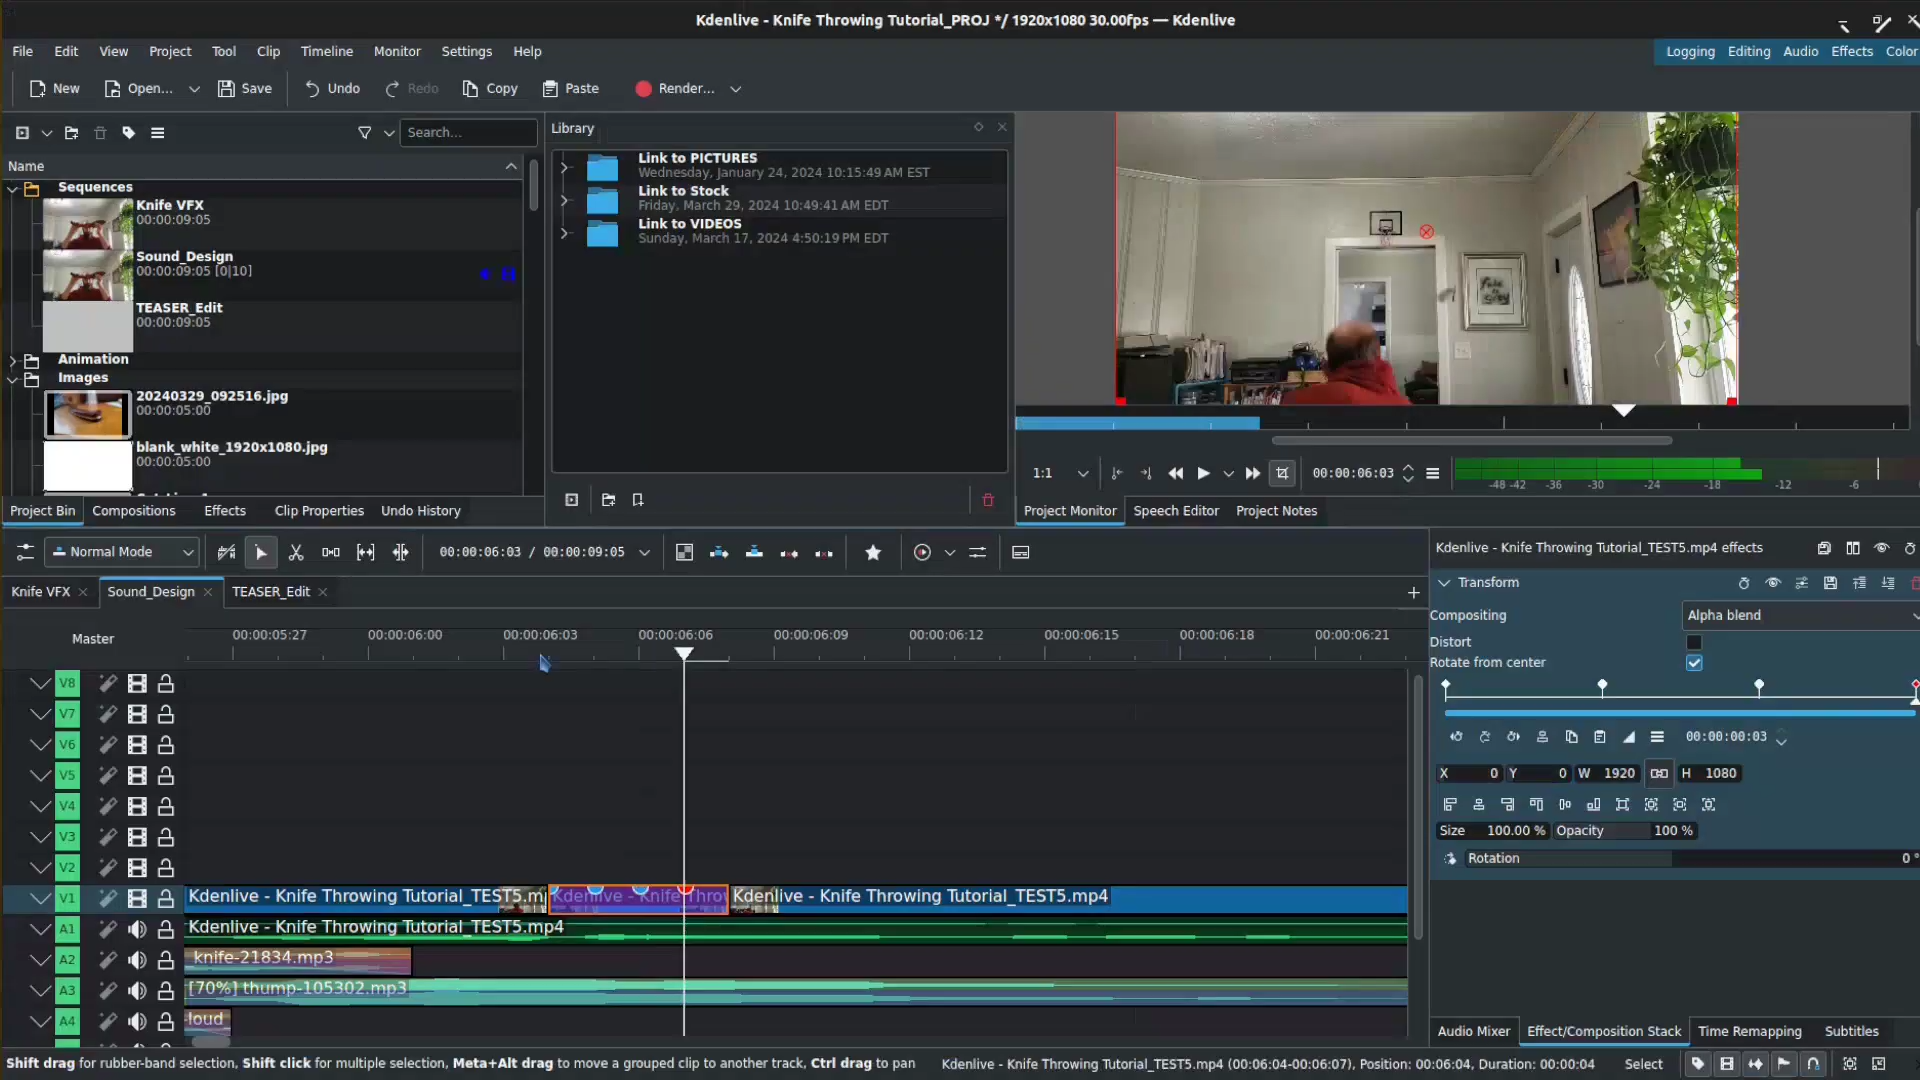 Kdenlive - Knife Throwing Tutorial_PROJ */ 1920x1080 30.00fps — Kdenlive
File Edit View Project Tool Clip Timeline Monitor Settings Help
Logging Editing Audio Effects Color
New Open... Save Undo Redo Copy Paste Render...
Search...
Name
Sequences
Knife VFX
00:00:09:05
Sound_Design
00:00:09:05 [0|10]
TEASER_Edit
00:00:09:05
Animation
Images
20240329_092516.jpg
00:00:05:00
blank_white_1920x1080.jpg
00:00:05:00
Project Bin Compositions Effects Clip Properties Undo History
Library
Link to PICTURES
Wednesday, January 24, 2024 10:15:49 AM EST
Link to Stock
Friday, March 29, 2024 10:49:41 AM EDT
Link to VIDEOS
Sunday, March 17, 2024 4:50:19 PM EDT
1:1 00:00:06:03
-48 -42 -36 -30 -24 -18 -12 -6
Project Monitor Speech Editor Project Notes
Normal Mode 00:00:06:03 / 00:00:09:05
Knife VFX Sound_Design TEASER_Edit
Master
00:00:05:27 00:00:06:00 00:00:06:03 00:00:06:06 00:00:06:09 00:00:06:12 00:00:06:15 00:00:06:18 00:00:06:21
V8
V7
V6
V5
V4
V3
V2
V1 Kdenlive - Knife Throwing Tutorial_TEST5.m Kdenlive - Knife Throw Kdenlive - Knife Throwing Tutorial_TEST5.mp4
A1 Kdenlive - Knife Throwing Tutorial_TEST5.mp4
A2 knife-21834.mp3
A3 [70%] thump-105302.mp3
A4 loud
Kdenlive - Knife Throwing Tutorial_TEST5.mp4 effects
Transform
Compositing Alpha blend
Distort
Rotate from center
00:00:00:03
X 0 Y 0 W 1920 H 1080
Size 100.00 % Opacity 100 %
Rotation 0°
Audio Mixer Effect/Composition Stack Time Remapping Subtitles
Shift drag for rubber-band selection, Shift click for multiple selection, Meta+Alt drag to move a grouped clip to another track, Ctrl drag to pan
Kdenlive - Knife Throwing Tutorial_TEST5.mp4 (00:06:04-00:06:07), Position: 00:06:04, Duration: 00:00:04
Select